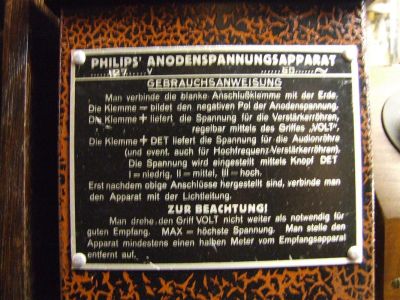 PHILIPS' ANODENSPANNUNGSAPPARAT
127 V 50 ~
GEBRAUCHSANWEISUNG
Man verbinde die blanke Anschlußklemme mit der Erde.
Die Klemme = bildet den negativen Pol der Anodenspannung.
Die Klemme + liefert die Spannung für die Verstärkerröhren,
regelbar mittels des Griffes „VOLT".
Die Klemme + DET liefert die Spannung für die Audionröhre
(und event. auch für Hochfrequenz-Verstärkerröhren).
Die Spannung wird eingestellt mittels Knopf DET
I = niedrig, II = mittel, III = hoch.
Erst nachdem obige Anschlüsse hergestellt sind, verbinde man
den Apparat mit der Lichtleitung.
ZUR BEACHTUNG!
Man drehe den Griff VOLT nicht weiter als notwendig für
guten Empfang. MAX = höchste Spannung. Man stelle den
Apparat mindestens einen halben Meter vom Empfangsapparat
entfernt auf.